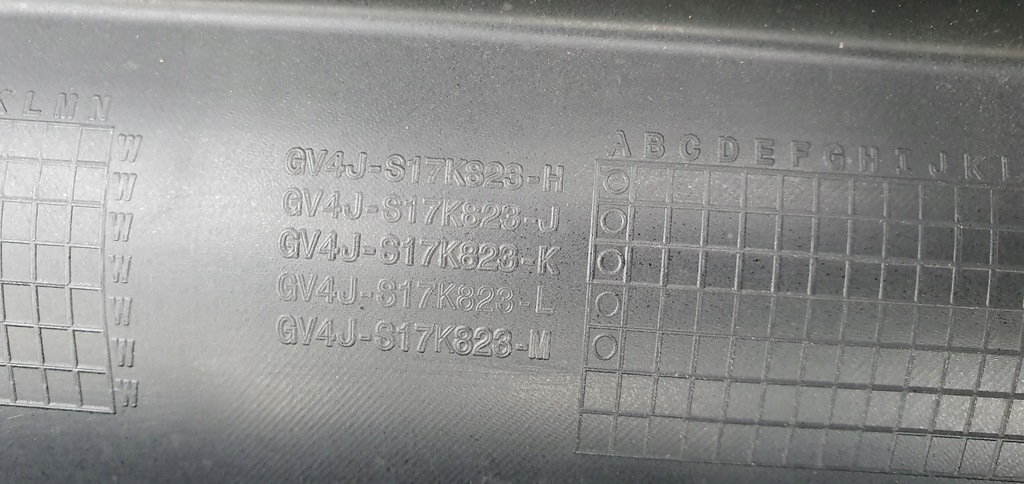 K L M N
W
W
W
W
W
W
W
GV4J-S17K823-H
GV4J-S17K823-J
GV4J-S17K823-K
GV4J-S17K823-L
GV4J-S17K823-M
A B C D E F G H I J K L